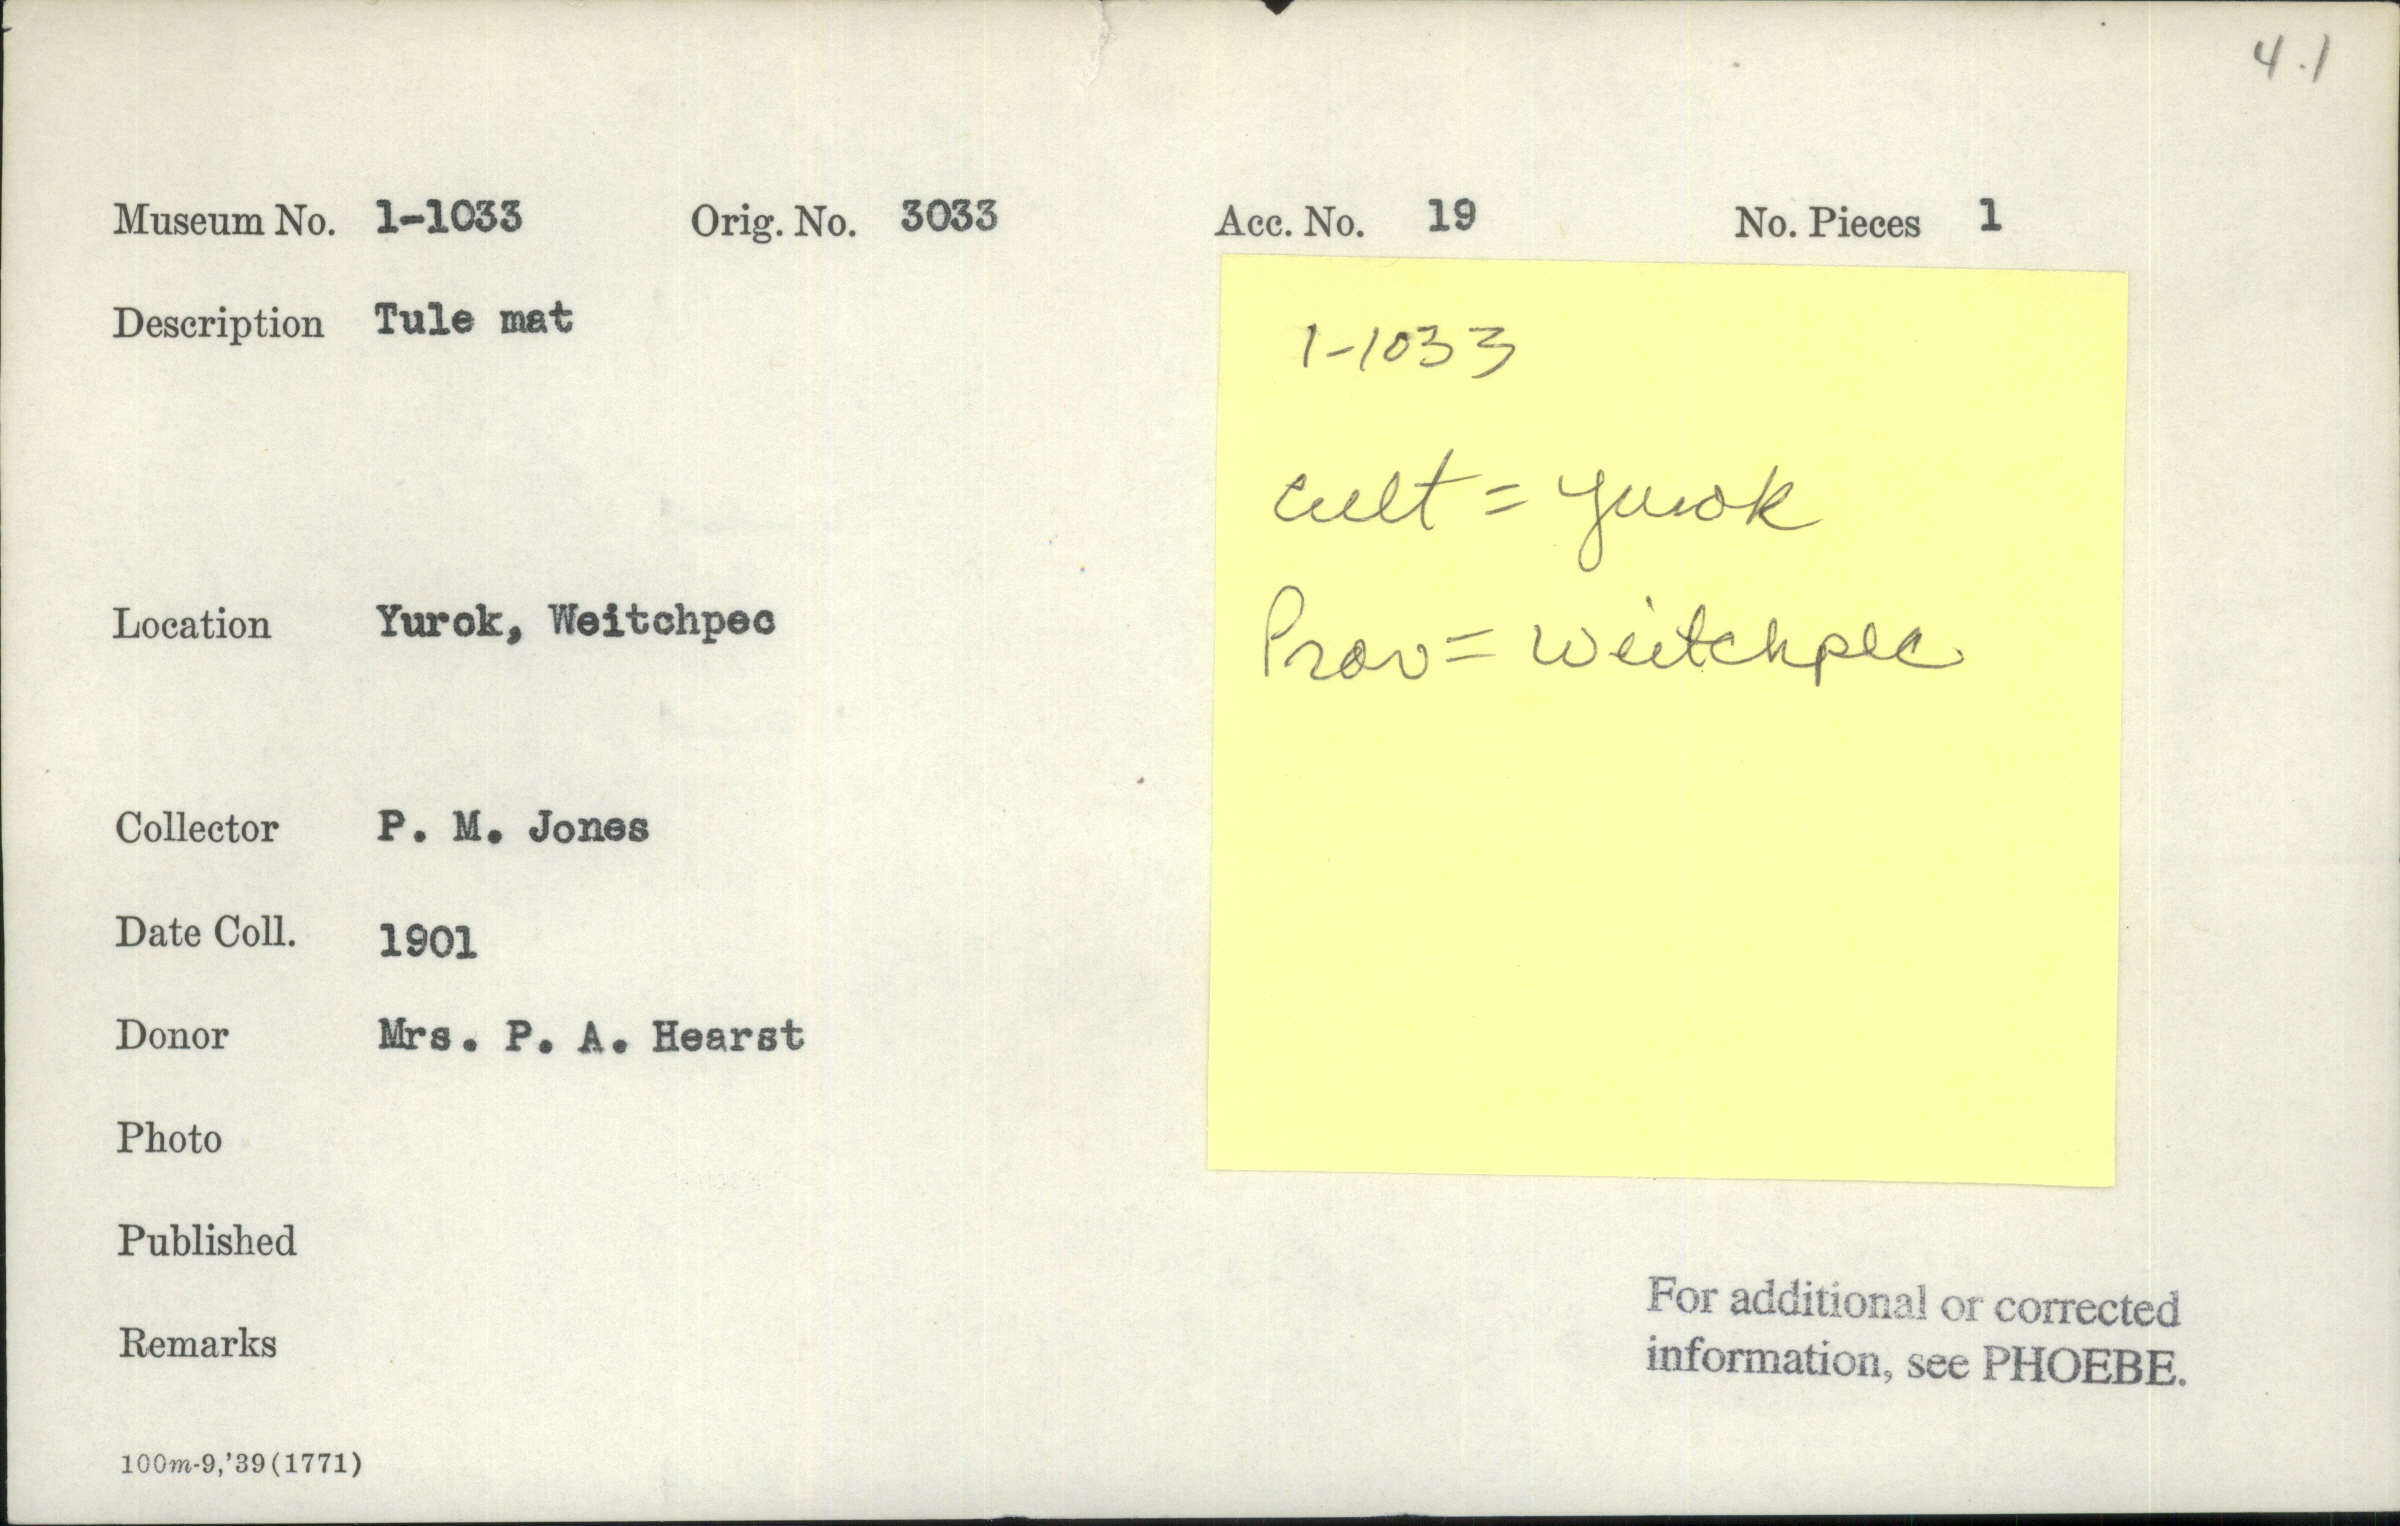 4.1
Museum No. 1-1033 Orig. No. 3033 Acc. No. 19 No. Pieces 1
Description Tule mat
Location Yurok, Weitchpec
Collector P. M. Jones
Date Coll. 1901
Donor Mrs. P. A. Hearst
Photo
Published
Remarks
100m-9,'39(1771)
1-1033
cult = Yurok
Prov = Weitchpec
For additional or corrected
information, see PHOEBE.